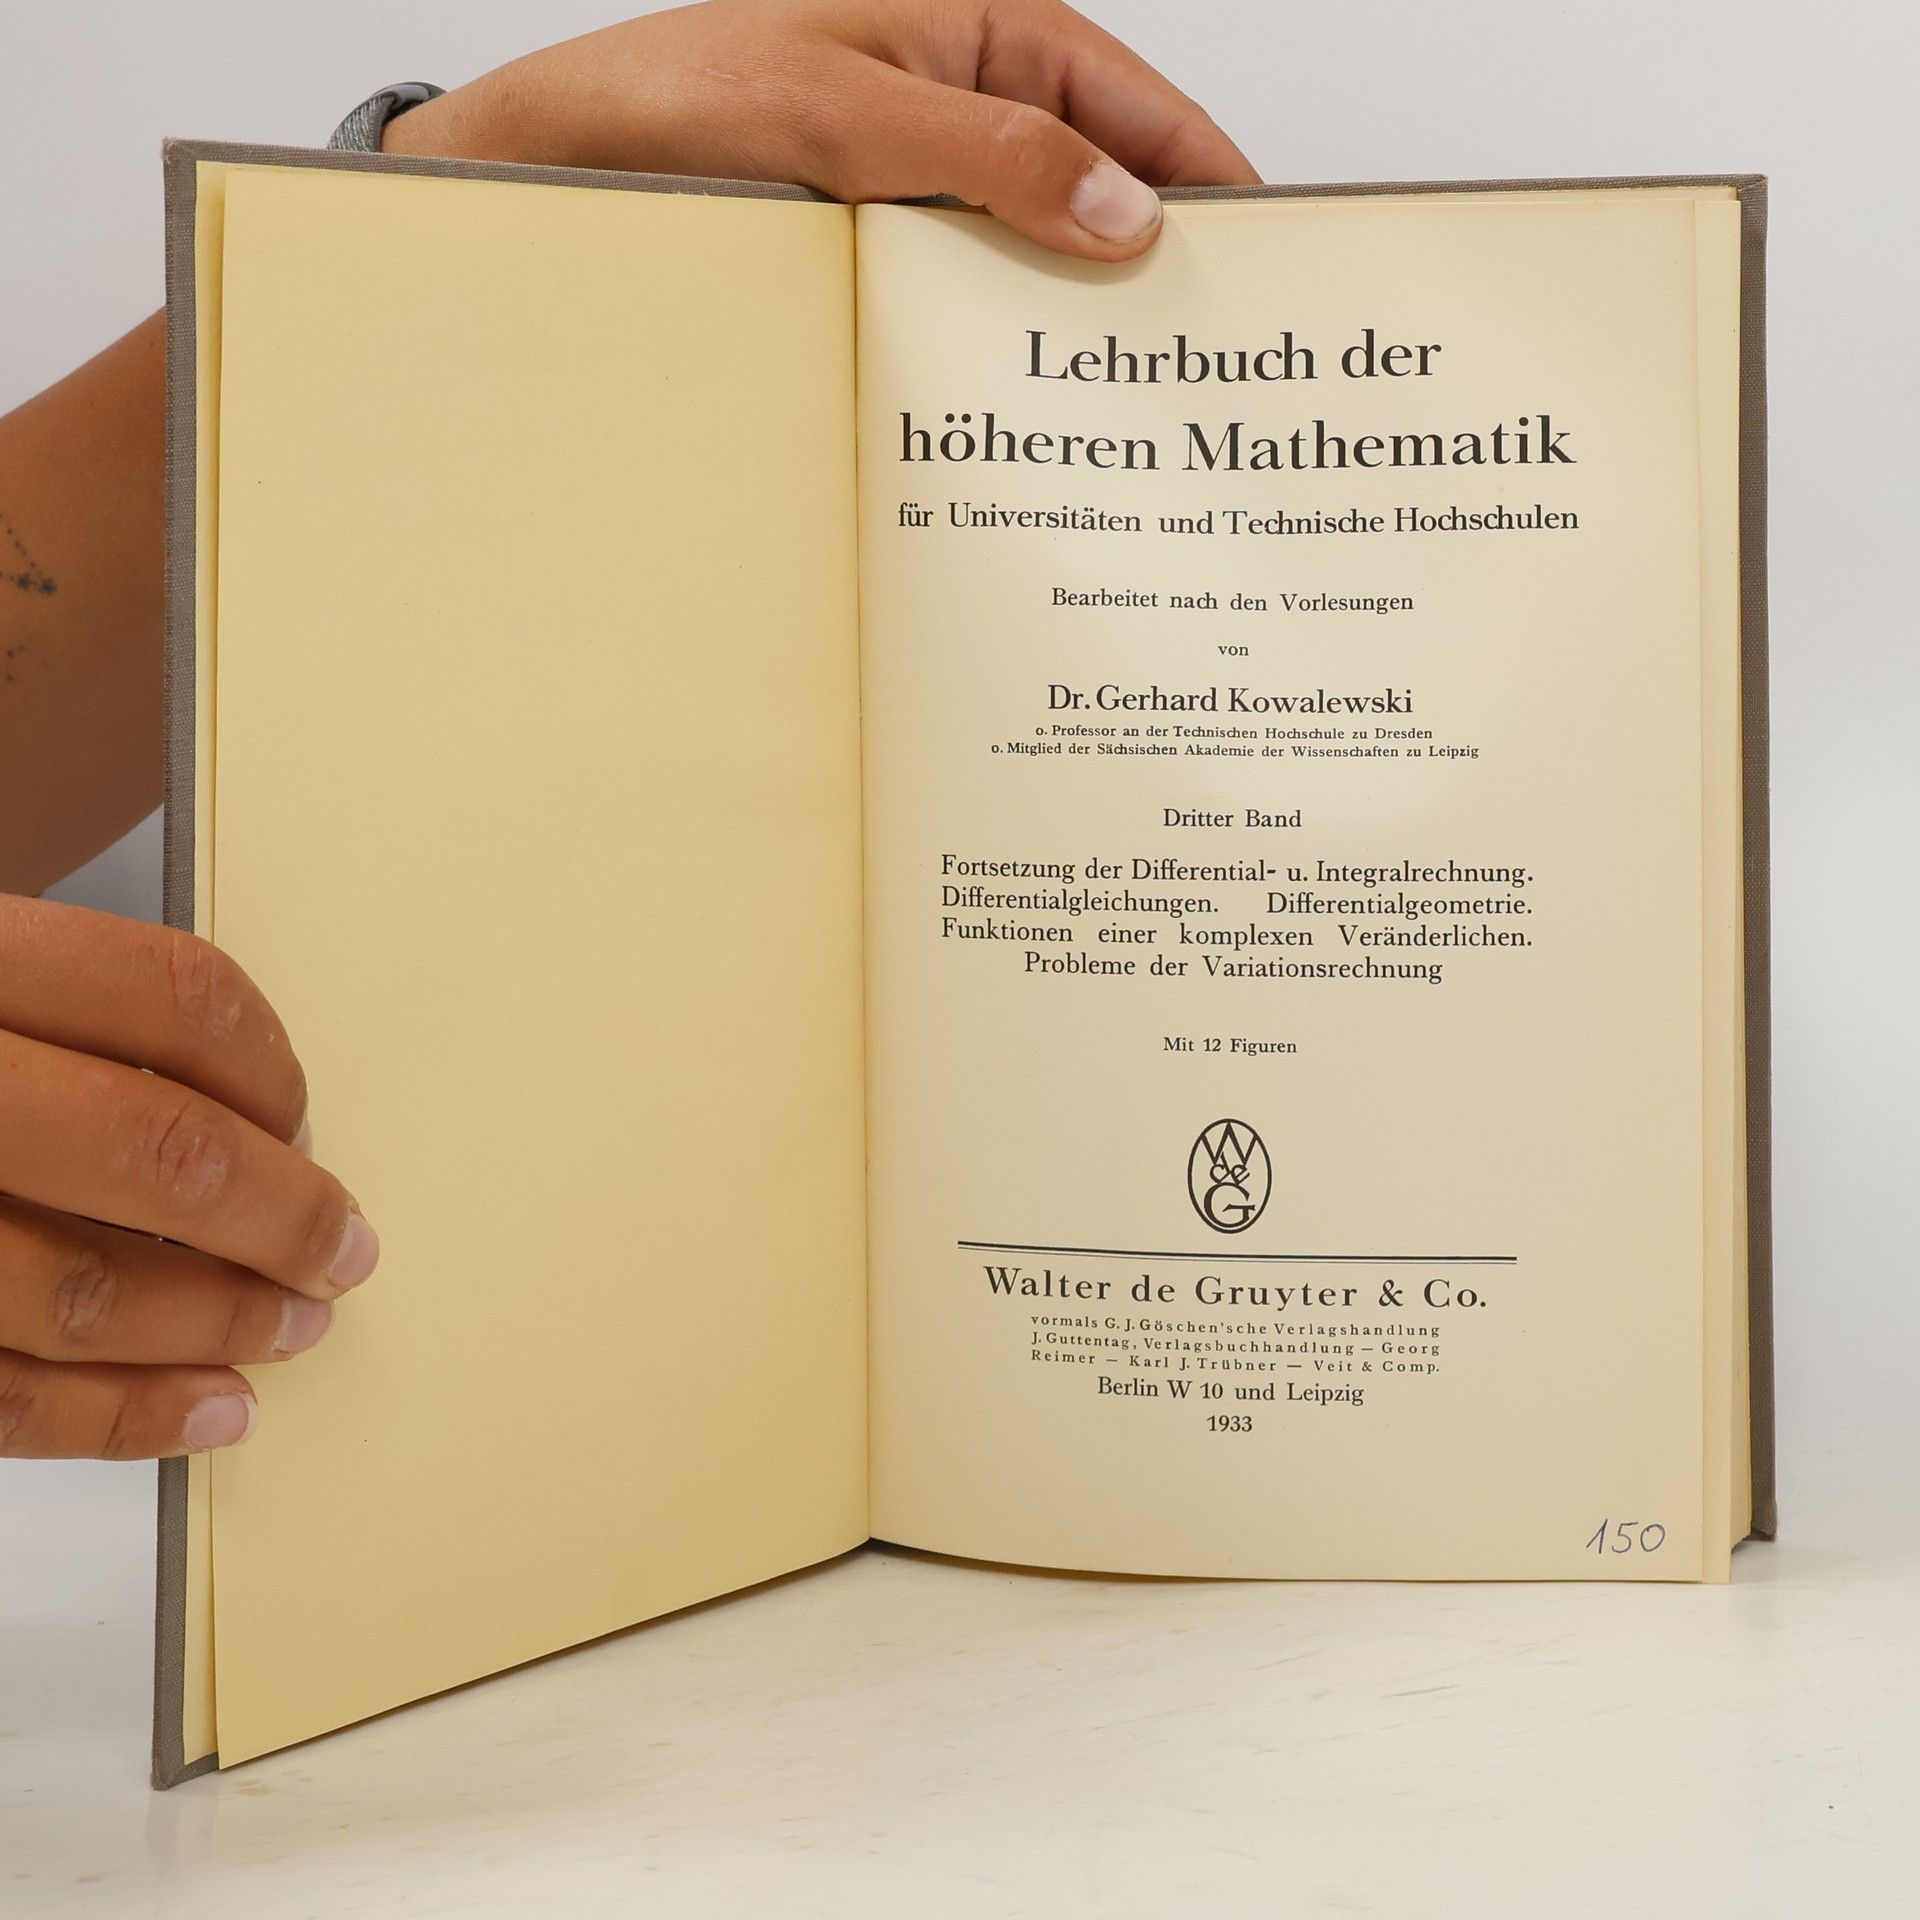 Lehrbuch der
höheren Mathematik
für Universitäten und Technische Hochschulen
Bearbeitet nach den Vorlesungen
von
Dr. Gerhard Kowalewski
o. Professor an der Technischen Hochschule zu Dresden
o. Mitglied der Sächsischen Akademie der Wissenschaften zu Leipzig
Dritter Band
Fortsetzung der Differential- u. Integralrechnung.
Differentialgleichungen. Differentialgeometrie.
Funktionen einer komplexen Veränderlichen.
Probleme der Variationsrechnung
Mit 12 Figuren
W
&
G
Walter de Gruyter & Co.
vormals G. J. Göschen'sche Verlagshandlung
J. Guttentag, Verlagsbuchhandlung — Georg
Reimer — Karl J. Trübner — Veit & Comp.
Berlin W 10 und Leipzig
1933
150